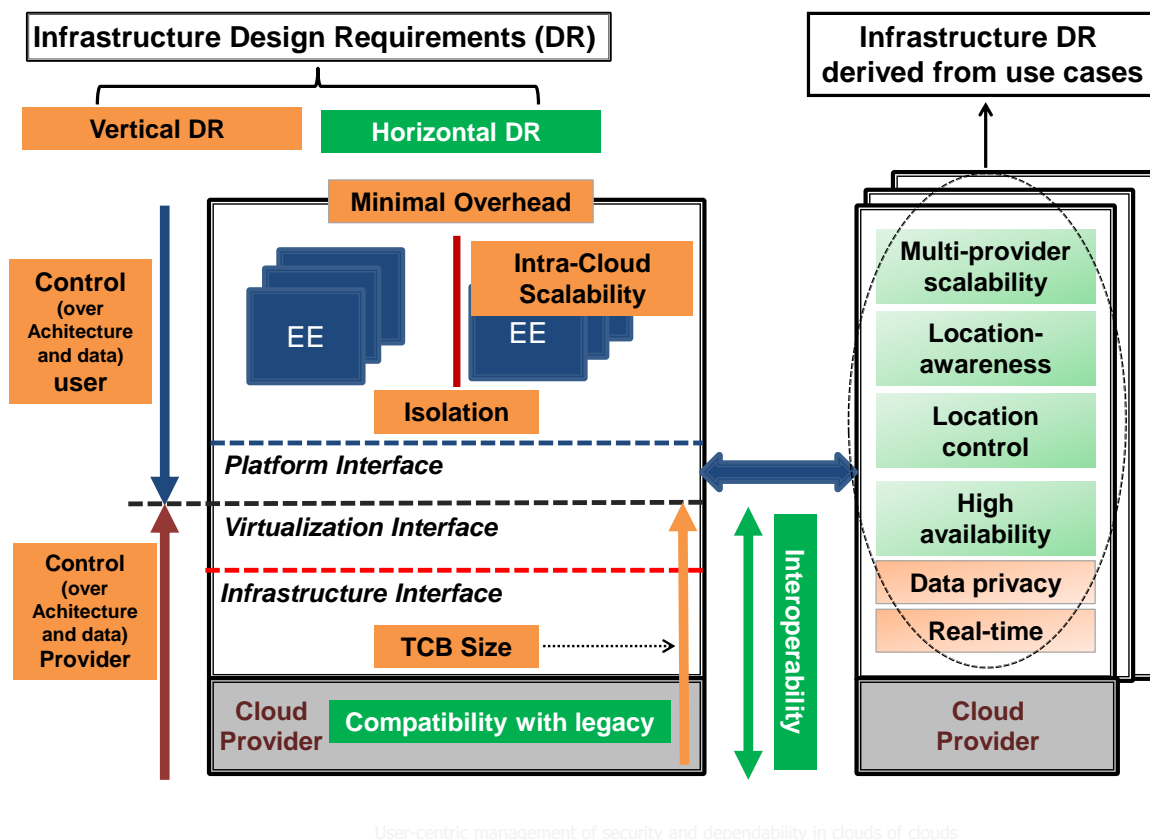 Infrastructure Design Requirements (DR)
Infrastructure DR
derived from use cases
Vertical DR
Horizontal DR
Minimal Overhead
Intra-Cloud
Scalability
EE
EE
Isolation
Control
(over
Achitecture
and data)
user
Platform Interface
Virtualization Interface
Infrastructure Interface
Control
(over
Achitecture
and data)
Provider
TCB Size
Cloud
Provider
Compatibility with legacy
Interoperability
Multi-provider
scalability
Location-
awareness
Location
control
High
availability
Data privacy
Real-time
Cloud
Provider
User-centric management of security and dependability in clouds of clouds